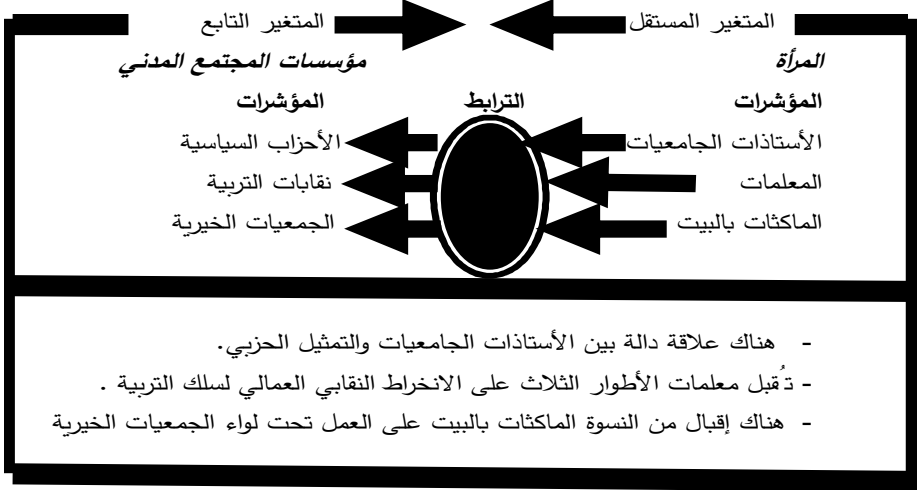 المتغير المستقل المتغير التابع
المرأة مؤسسات المجتمع المدني
المؤشرات الترابط المؤشرات
الأستاذات الجامعيات الأحزاب السياسية
المعلمات نقابات التربية
الماكثات بالبيت الجمعيات الخيرية
- هناك علاقة دالة بين الأستاذات الجامعيات والتمثيل الحزبي.
- تُقبل معلمات الأطوار الثلاث على الانخراط النقابي العمالي لسلك التربية .
- هناك إقبال من النسوة الماكثات بالبيت على العمل تحت لواء الجمعيات الخيرية